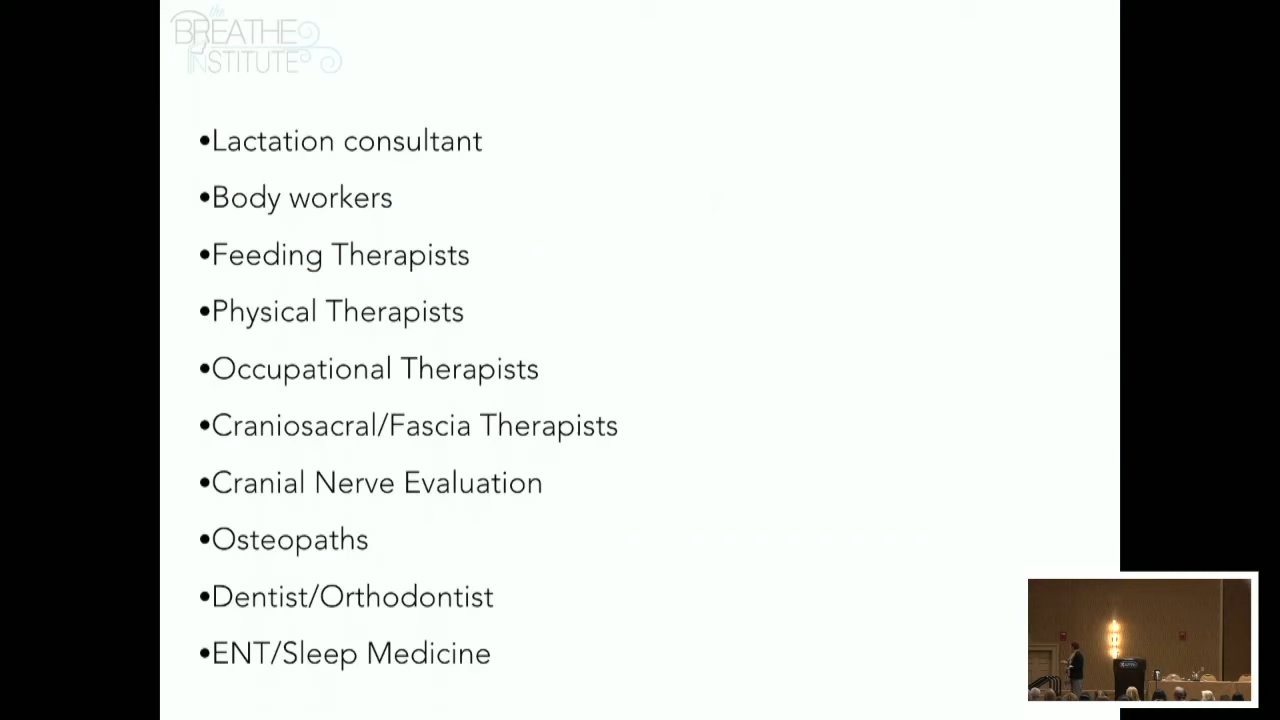 the
BREATHE
INSTITUTE
•Lactation consultant
•Body workers
•Feeding Therapists
•Physical Therapists
•Occupational Therapists
•Craniosacral/Fascia Therapists
•Cranial Nerve Evaluation
•Osteopaths
•Dentist/Orthodontist
•ENT/Sleep Medicine